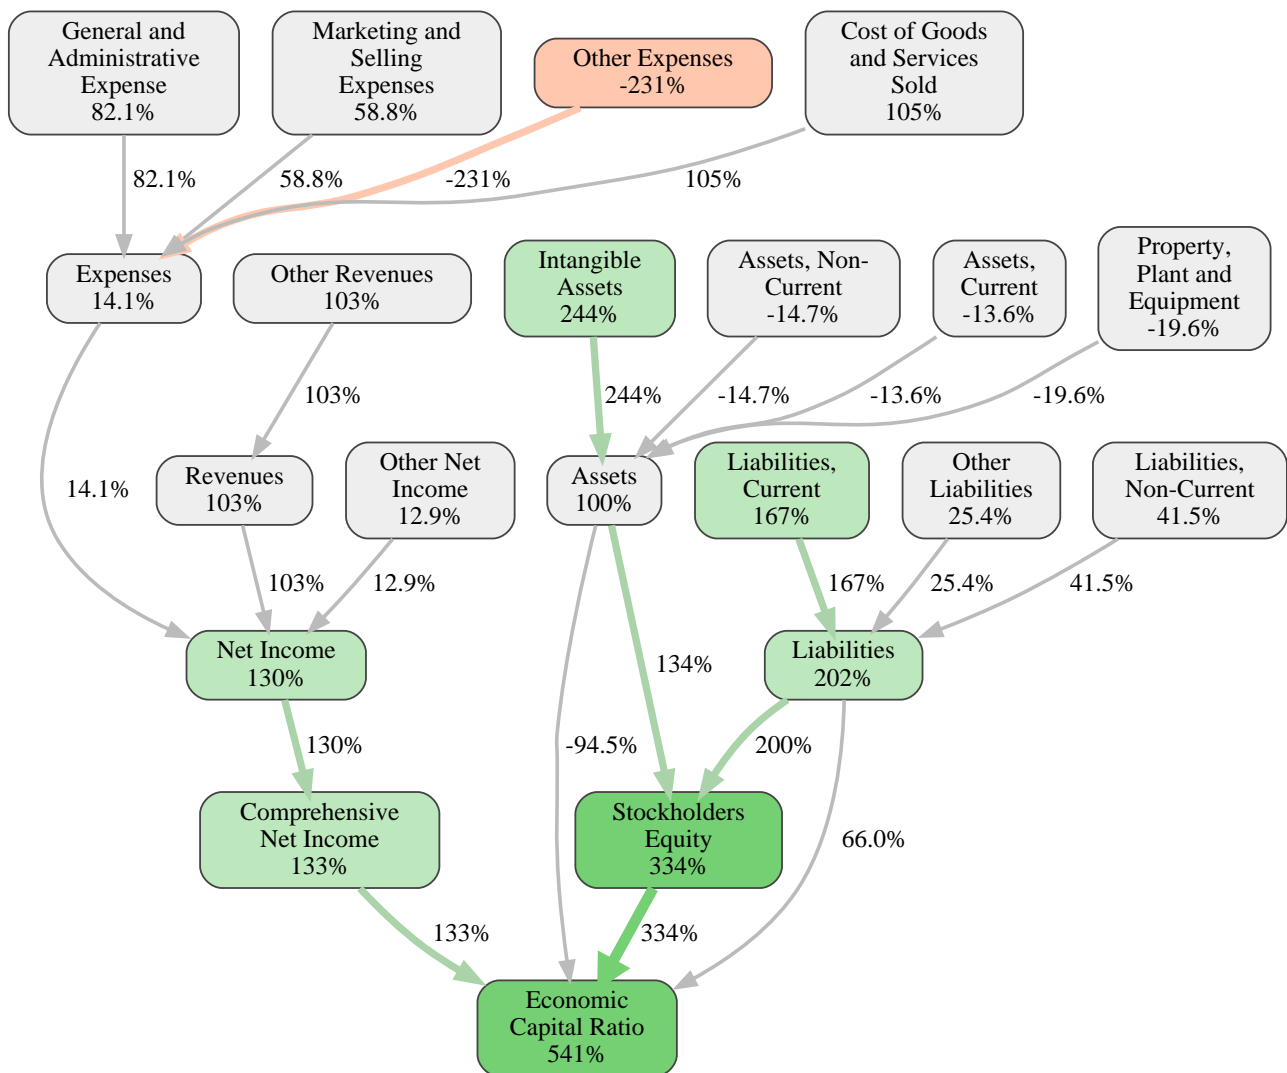 General and
Administrative
Expense
82.1%
Marketing and
Selling
Expenses
58.8%
Other Expenses
-231%
Cost of Goods
and Services
Sold
105%
82.1%
58.8%
-231%
105%
Expenses
14.1%
Other Revenues
103%
Intangible
Assets
244%
Assets, Non-
Current
-14.7%
Assets,
Current
-13.6%
Property,
Plant and
Equipment
-19.6%
103%
244%
-14.7%
-13.6%
-19.6%
14.1%
Revenues
103%
Other Net
Income
12.9%
Assets
100%
Liabilities,
Current
167%
Other
Liabilities
25.4%
Liabilities,
Non-Current
41.5%
103%
12.9%
167%
25.4%
41.5%
Net Income
130%
134%
Liabilities
202%
130%
-94.5%
200%
Comprehensive
Net Income
133%
Stockholders
Equity
334%
66.0%
133%
334%
Economic
Capital Ratio
541%